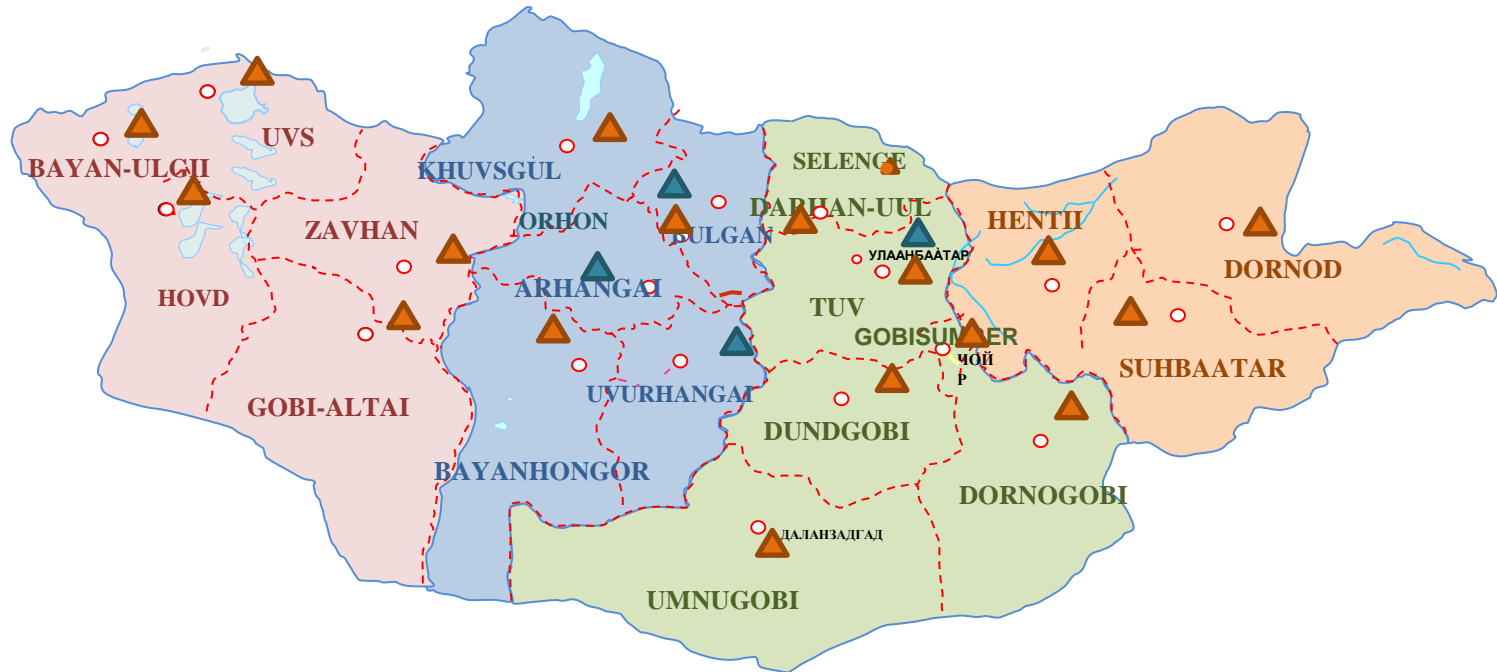 UVS
BAYAN-ULGII
ZAVHAN
HOVD
GOBI-ALTAI
KHUVSGUL
ORHON
BULGAN
ARHANGAI
UVURHANGAI
BAYANHONGOR
SELENGE
DARHAN-UUL
УЛААНБААТАР
TUV
GOBISUMBER
ЧОЙ
Р
DUNDGOBI
DORNOGOBI
ДАЛАНЗАДГАД
UMNUGOBI
HENTII
DORNOD
SUHBAATAR